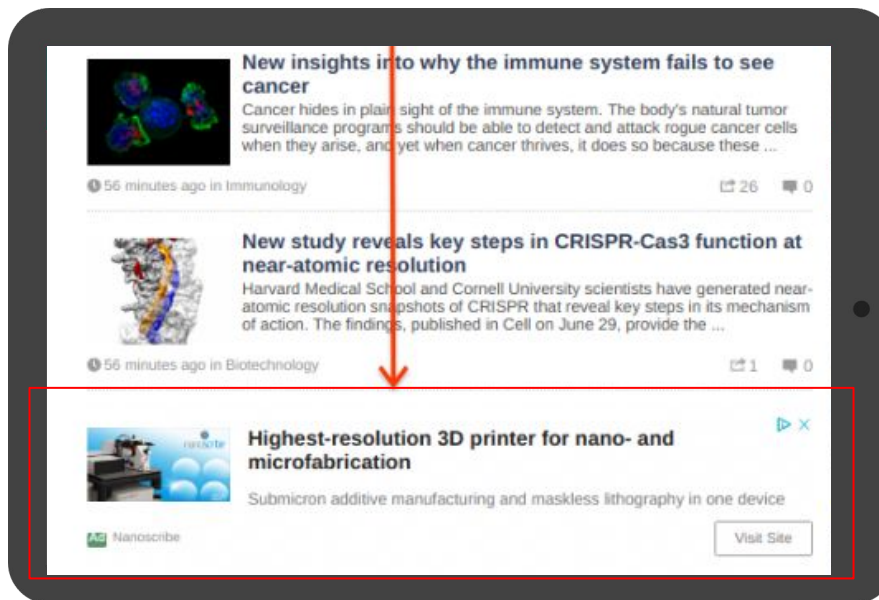 New insights into why the immune system fails to see
cancer
Cancer hides in plain sight of the immune system. The body's natural tumor
surveillance programs should be able to detect and attack rogue cancer cells
when they arise, and yet when cancer thrives, it does so because these ...
56 minutes ago in Immunology
26
0
New study reveals key steps in CRISPR-Cas3 function at
near-atomic resolution
Harvard Medical School and Cornell University scientists have generated near-
atomic resolution snapshots of CRISPR that reveal key steps in its mechanism
of action. The findings, published in Cell on June 29, provide the ...
56 minutes ago in Biotechnology
1
0
nanoscribe
Highest-resolution 3D printer for nano- and
microfabrication
Submicron additive manufacturing and maskless lithography in one device
Ad Nanoscribe
Visit Site